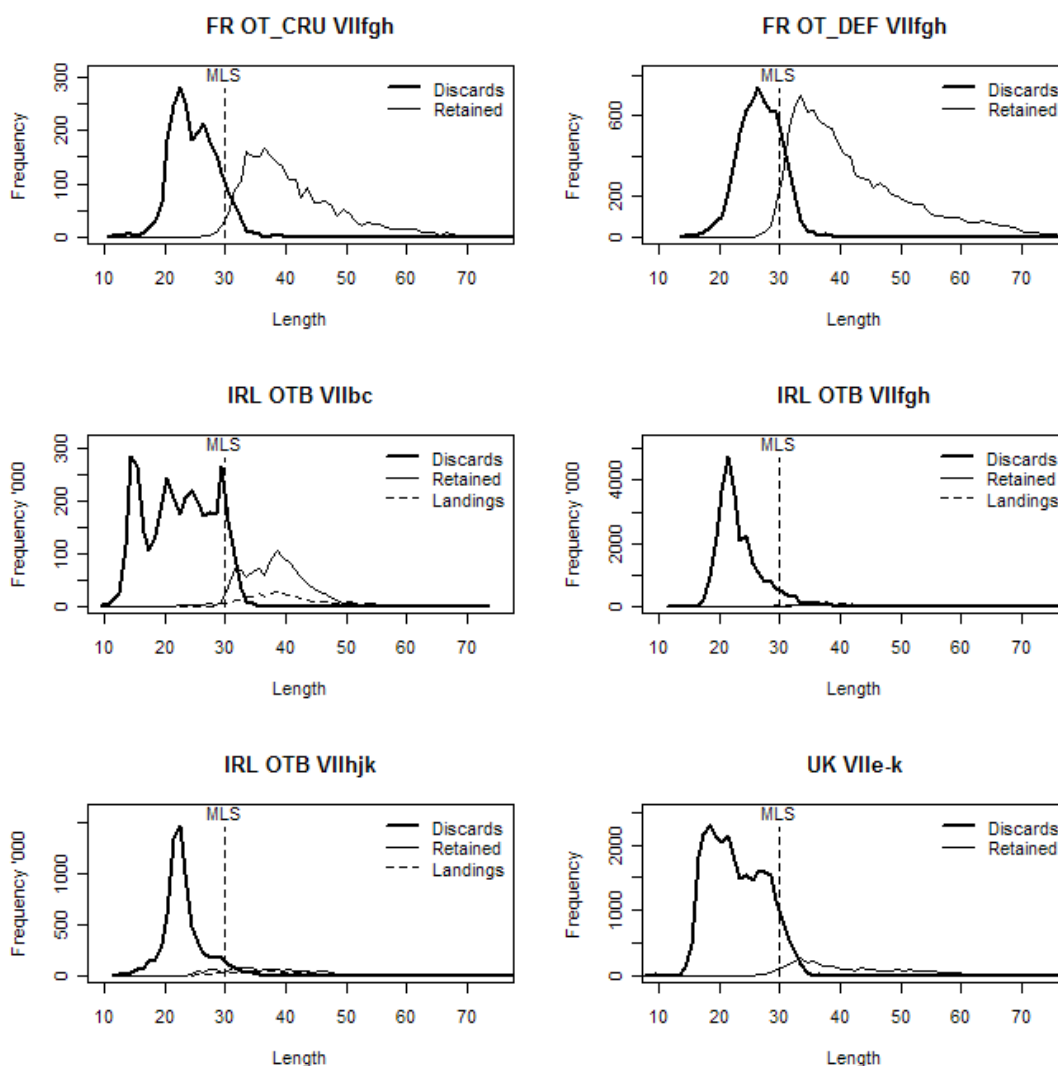 FR OT_CRU VIIfgh
MLS
Discards
Retained
Frequency
0 100 200 300
10 20 30 40 50 60 70
Length
FR OT_DEF VIIfgh
MLS
Discards
Retained
Frequency
0 200 600
10 20 30 40 50 60 70
Length
IRL OTB VIIbc
MLS
Discards
Retained
Landings
Frequency '000
0 100 200 300
10 20 30 40 50 60 70
Length
IRL OTB VIIfgh
MLS
Discards
Retained
Landings
Frequency '000
0 2000 4000
10 20 30 40 50 60 70
Length
IRL OTB VIIhjk
MLS
Discards
Retained
Landings
Frequency '000
0 500 1000
10 20 30 40 50 60 70
Length
UK VIIe-k
MLS
Discards
Retained
Frequency
0 1000 2000
10 20 30 40 50 60 70
Length